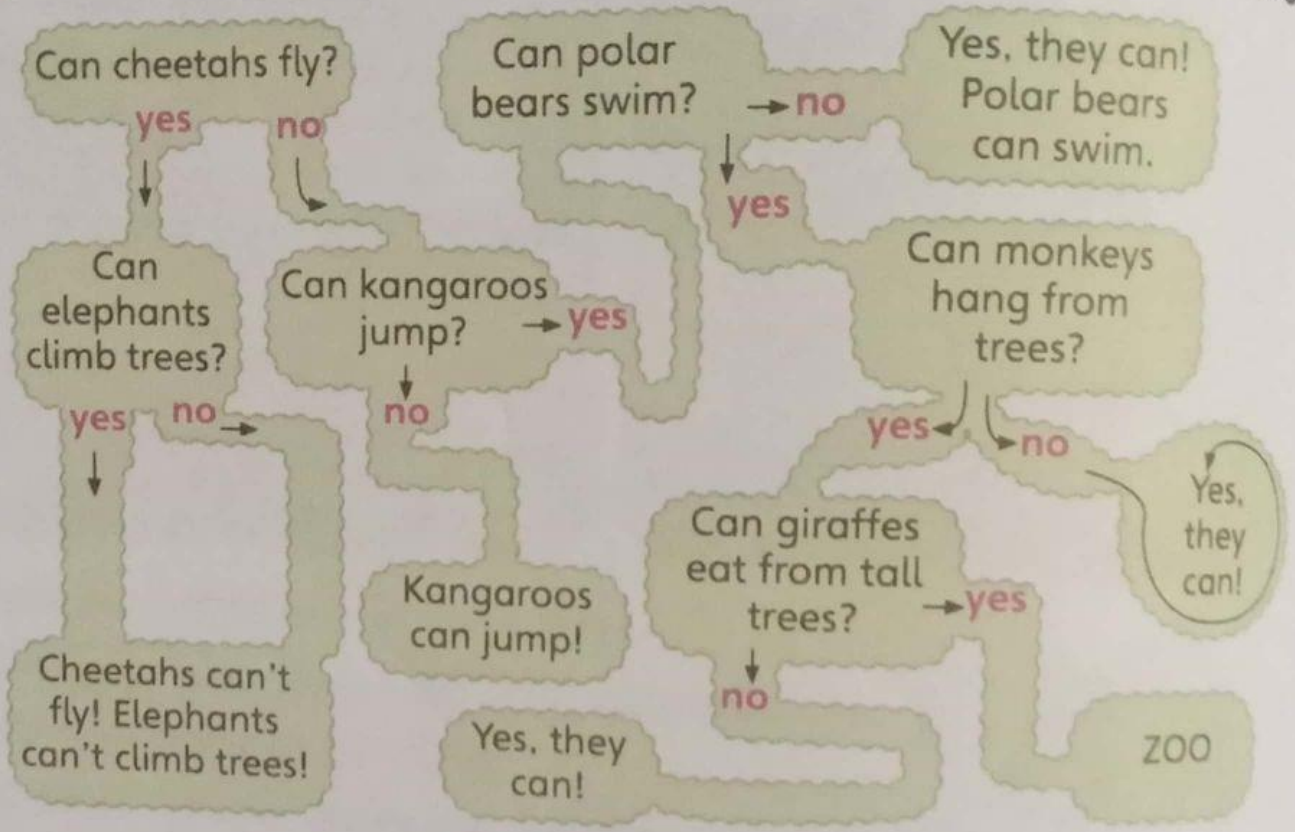 Can cheetahs fly?
yes
no
Can
elephants
climb trees?
yes
no
Cheetahs can't
fly! Elephants
can't climb trees!
Can kangaroos
jump?
yes
no
Kangaroos
can jump!
Can polar
bears swim?
no
Yes, they can!
Polar bears
can swim.
yes
Can monkeys
hang from
trees?
yes
no
Yes,
they
can!
Can giraffes
eat from tall
trees?
yes
no
Yes, they
can!
ZOO